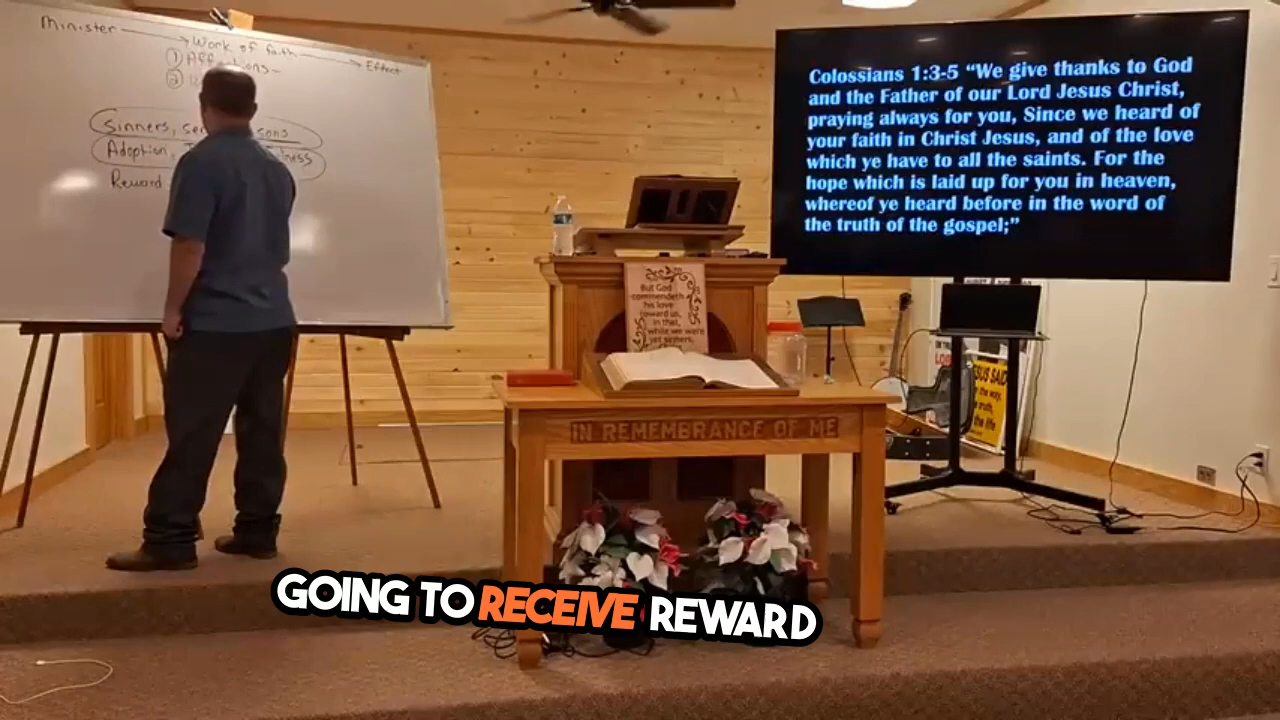 Minister
Work of faith
Effect
①
②
Sinners, sons
Adoption,
Reward
Colossians 1:3-5 “We give thanks to God
and the Father of our Lord Jesus Christ,
praying always for you, Since we heard of
your faith in Christ Jesus, and of the love
which ye have to all the saints. For the
hope which is laid up for you in heaven,
whereof ye heard before in the word of
the truth of the gospel;”
But God
commendeth
his love
toward us,
in that,
while we were
yet sinners,
JESUS SAID
the way,
truth,
the life
IN REMEMBRANCE OF ME
GOING TO RECEIVE REWARD